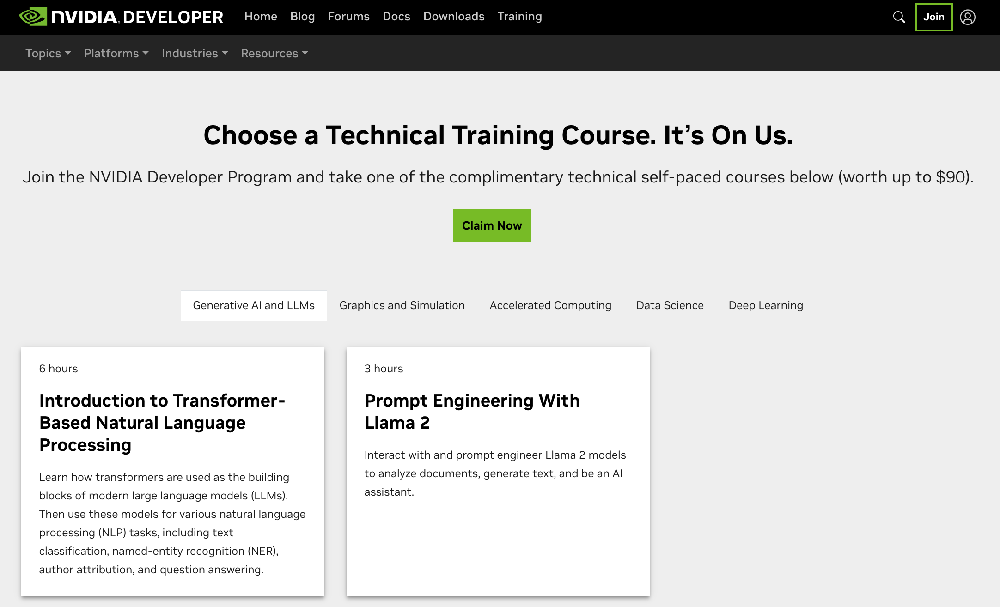 NVIDIA. DEVELOPER Home Blog Forums Docs Downloads Training Join
Topics Platforms Industries Resources
Choose a Technical Training Course. It’s On Us.
Join the NVIDIA Developer Program and take one of the complimentary technical self-paced courses below (worth up to $90).
Claim Now
Generative AI and LLMs Graphics and Simulation Accelerated Computing Data Science Deep Learning
6 hours
Introduction to Transformer-
Based Natural Language
Processing
Learn how transformers are used as the building
blocks of modern large language models (LLMs).
Then use these models for various natural language
processing (NLP) tasks, including text
classification, named-entity recognition (NER),
author attribution, and question answering.
3 hours
Prompt Engineering With
Llama 2
Interact with and prompt engineer Llama 2 models
to analyze documents, generate text, and be an AI
assistant.